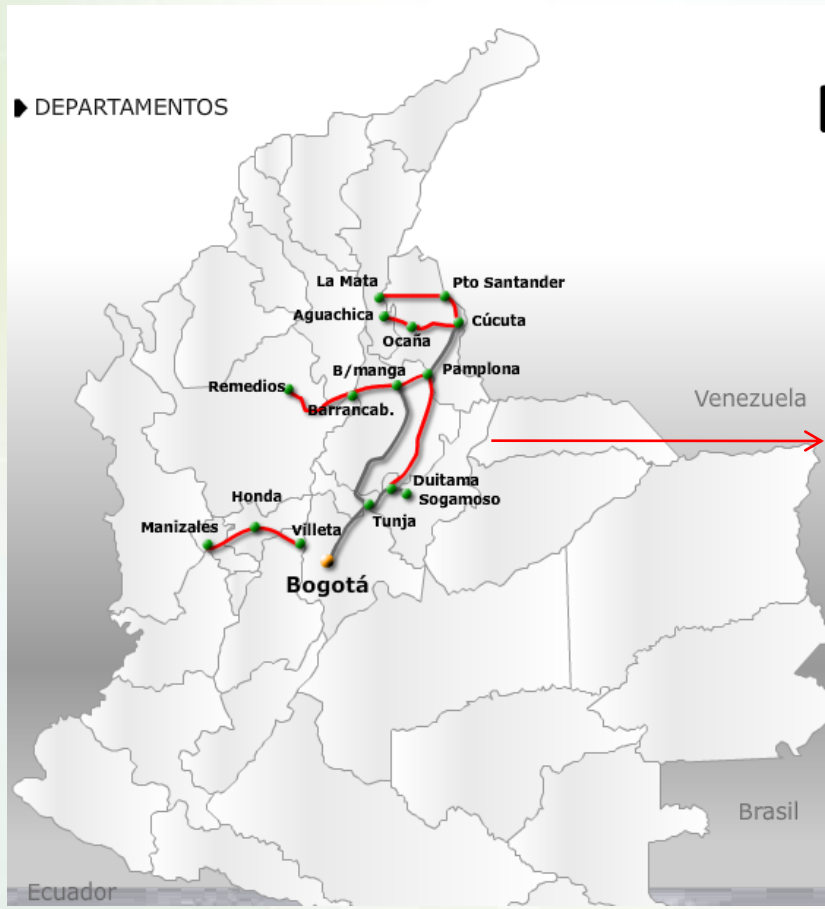 DEPARTAMENTOS
La Mata
Pto Santander
Aguachica
Cúcuta
Ocaña
B/manga
Pamplona
Remedios
Barrancab.
Venezuela
Duitama
Honda
Sogamoso
Manizales
Villeta
Tunja
Bogotá
Brasil
Ecuador